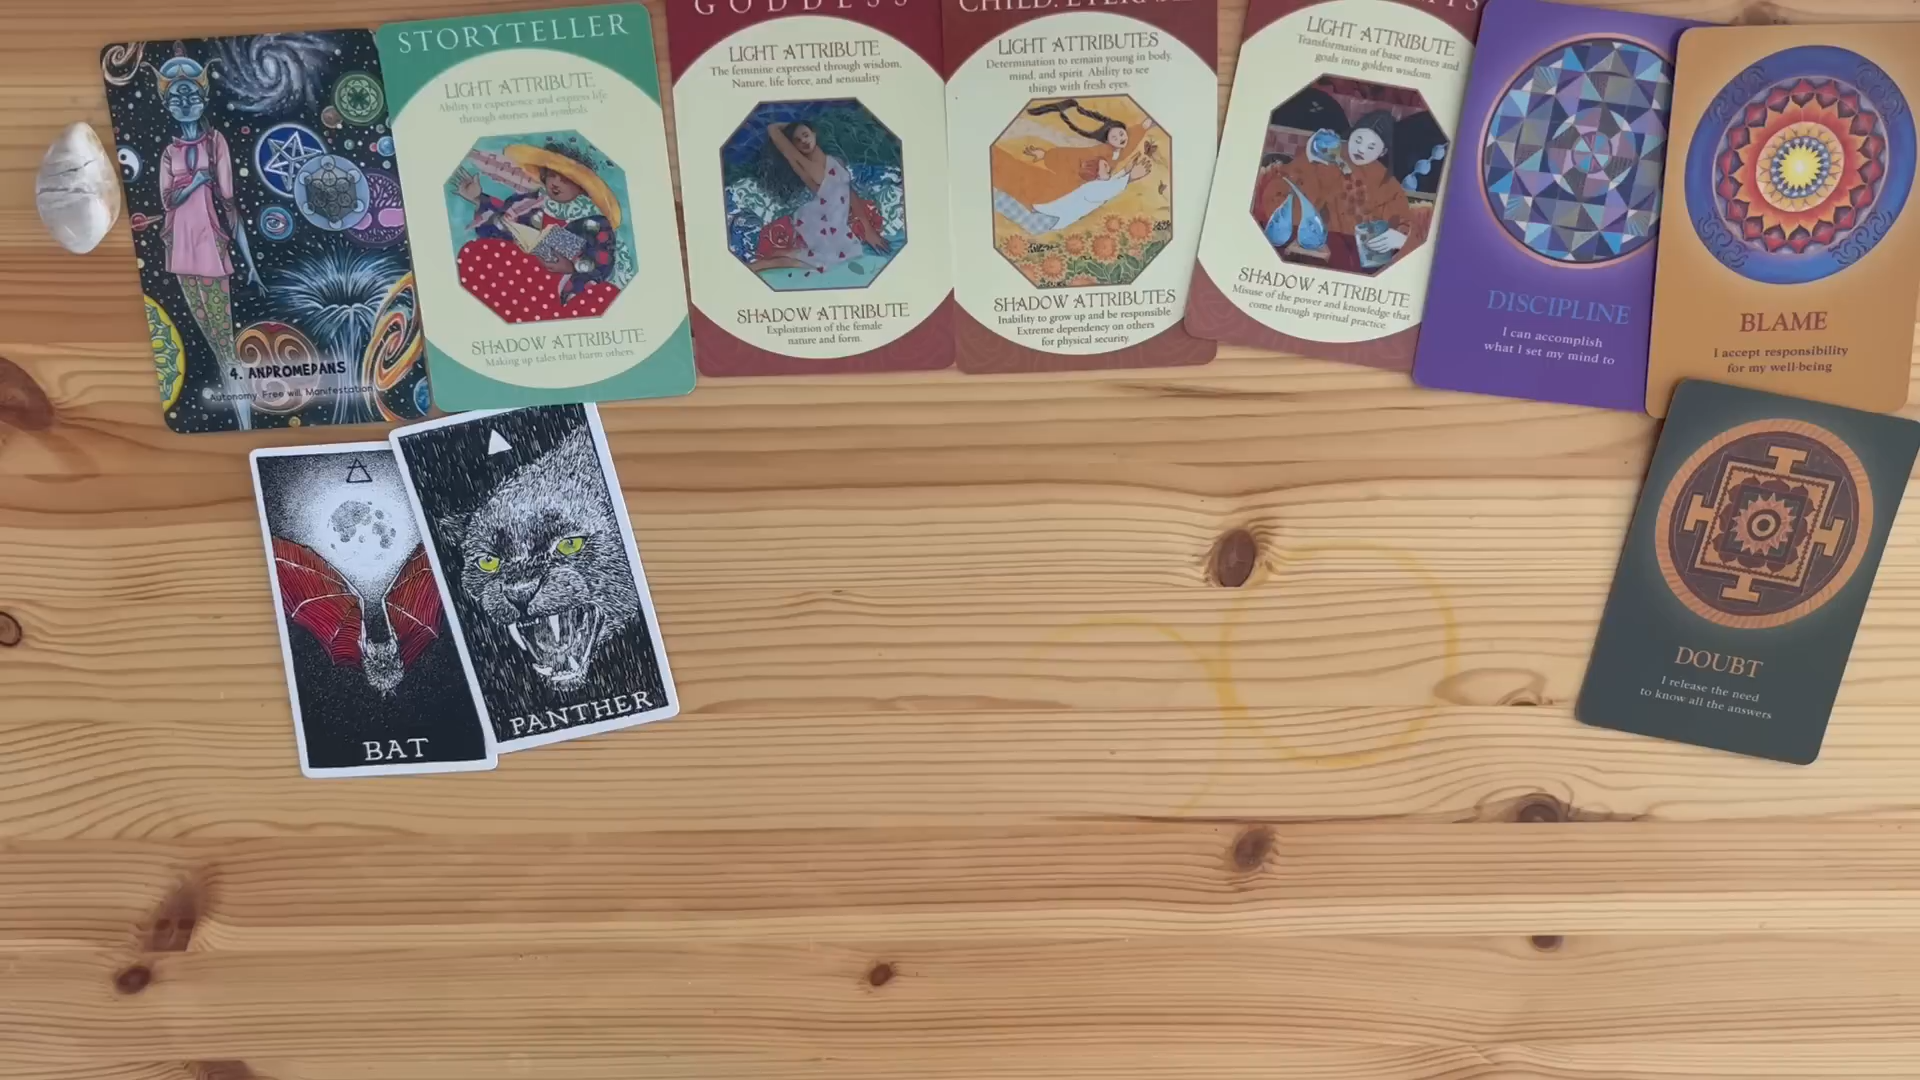 4. ANDROMEDANS
Autonomy. Free will. Manifestation.
STORYTELLER
LIGHT ATTRIBUTE
Ability to experience and express life
through stories and symbols.
SHADOW ATTRIBUTE
Making up tales that harm others.
GODDESS
LIGHT ATTRIBUTE
The feminine expressed through wisdom,
Nature, life force, and sensuality.
SHADOW ATTRIBUTE
Exploitation of the female
nature and form.
CHILD:
LIGHT ATTRIBUTES
Determination to remain young in body,
mind, and spirit. Ability to see
things with fresh eyes.
SHADOW ATTRIBUTES
Inability to grow up and be responsible.
Extreme dependency on others
for physical security.
LIGHT ATTRIBUTE
Transformation of base motives and
goals into golden wisdom.
SHADOW ATTRIBUTE
Misuse of the power and knowledge that
come through spiritual practice.
DISCIPLINE
I can accomplish
what I set my mind to
BLAME
I accept responsibility
for my well-being
BAT
PANTHER
DOUBT
I release the need
to know all the answers